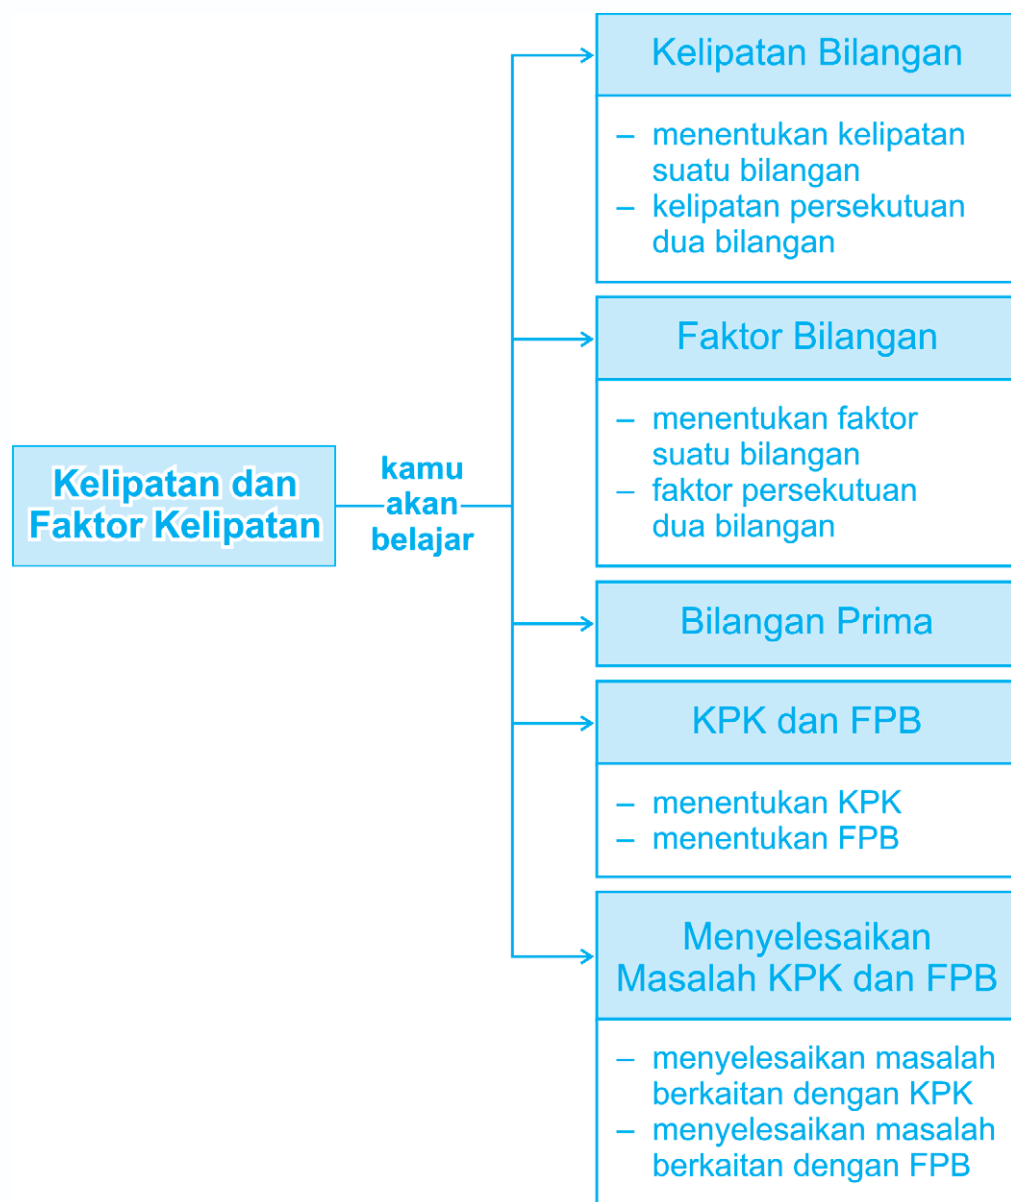 Kelipatan dan
Faktor Kelipatan
kamu
akan
belajar
Kelipatan Bilangan
– menentukan kelipatan
suatu bilangan
– kelipatan persekutuan
dua bilangan
Faktor Bilangan
– menentukan faktor
suatu bilangan
– faktor persekutuan
dua bilangan
Bilangan Prima
KPK dan FPB
– menentukan KPK
– menentukan FPB
Menyelesaikan
Masalah KPK dan FPB
– menyelesaikan masalah
berkaitan dengan KPK
– menyelesaikan masalah
berkaitan dengan FPB